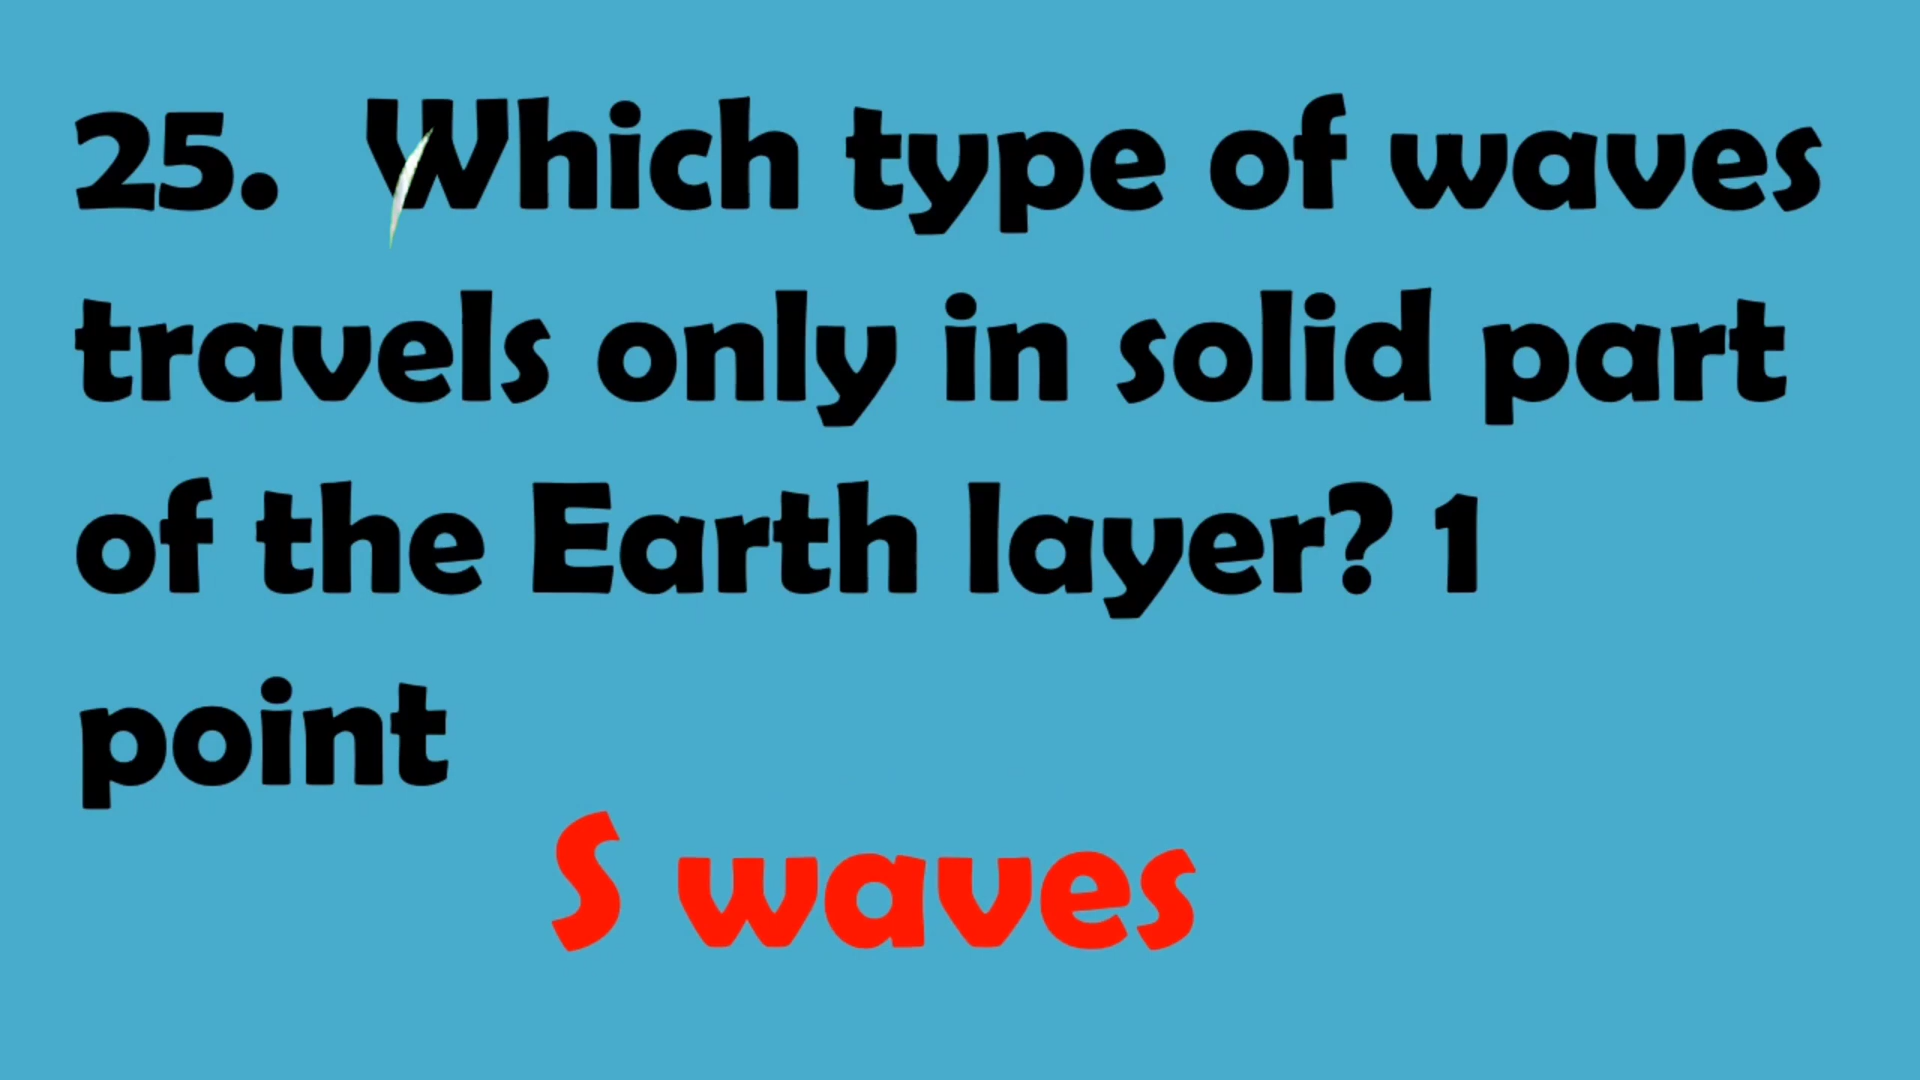 25. Which type of waves
travels only in solid part
of the Earth layer? 1
point
S waves